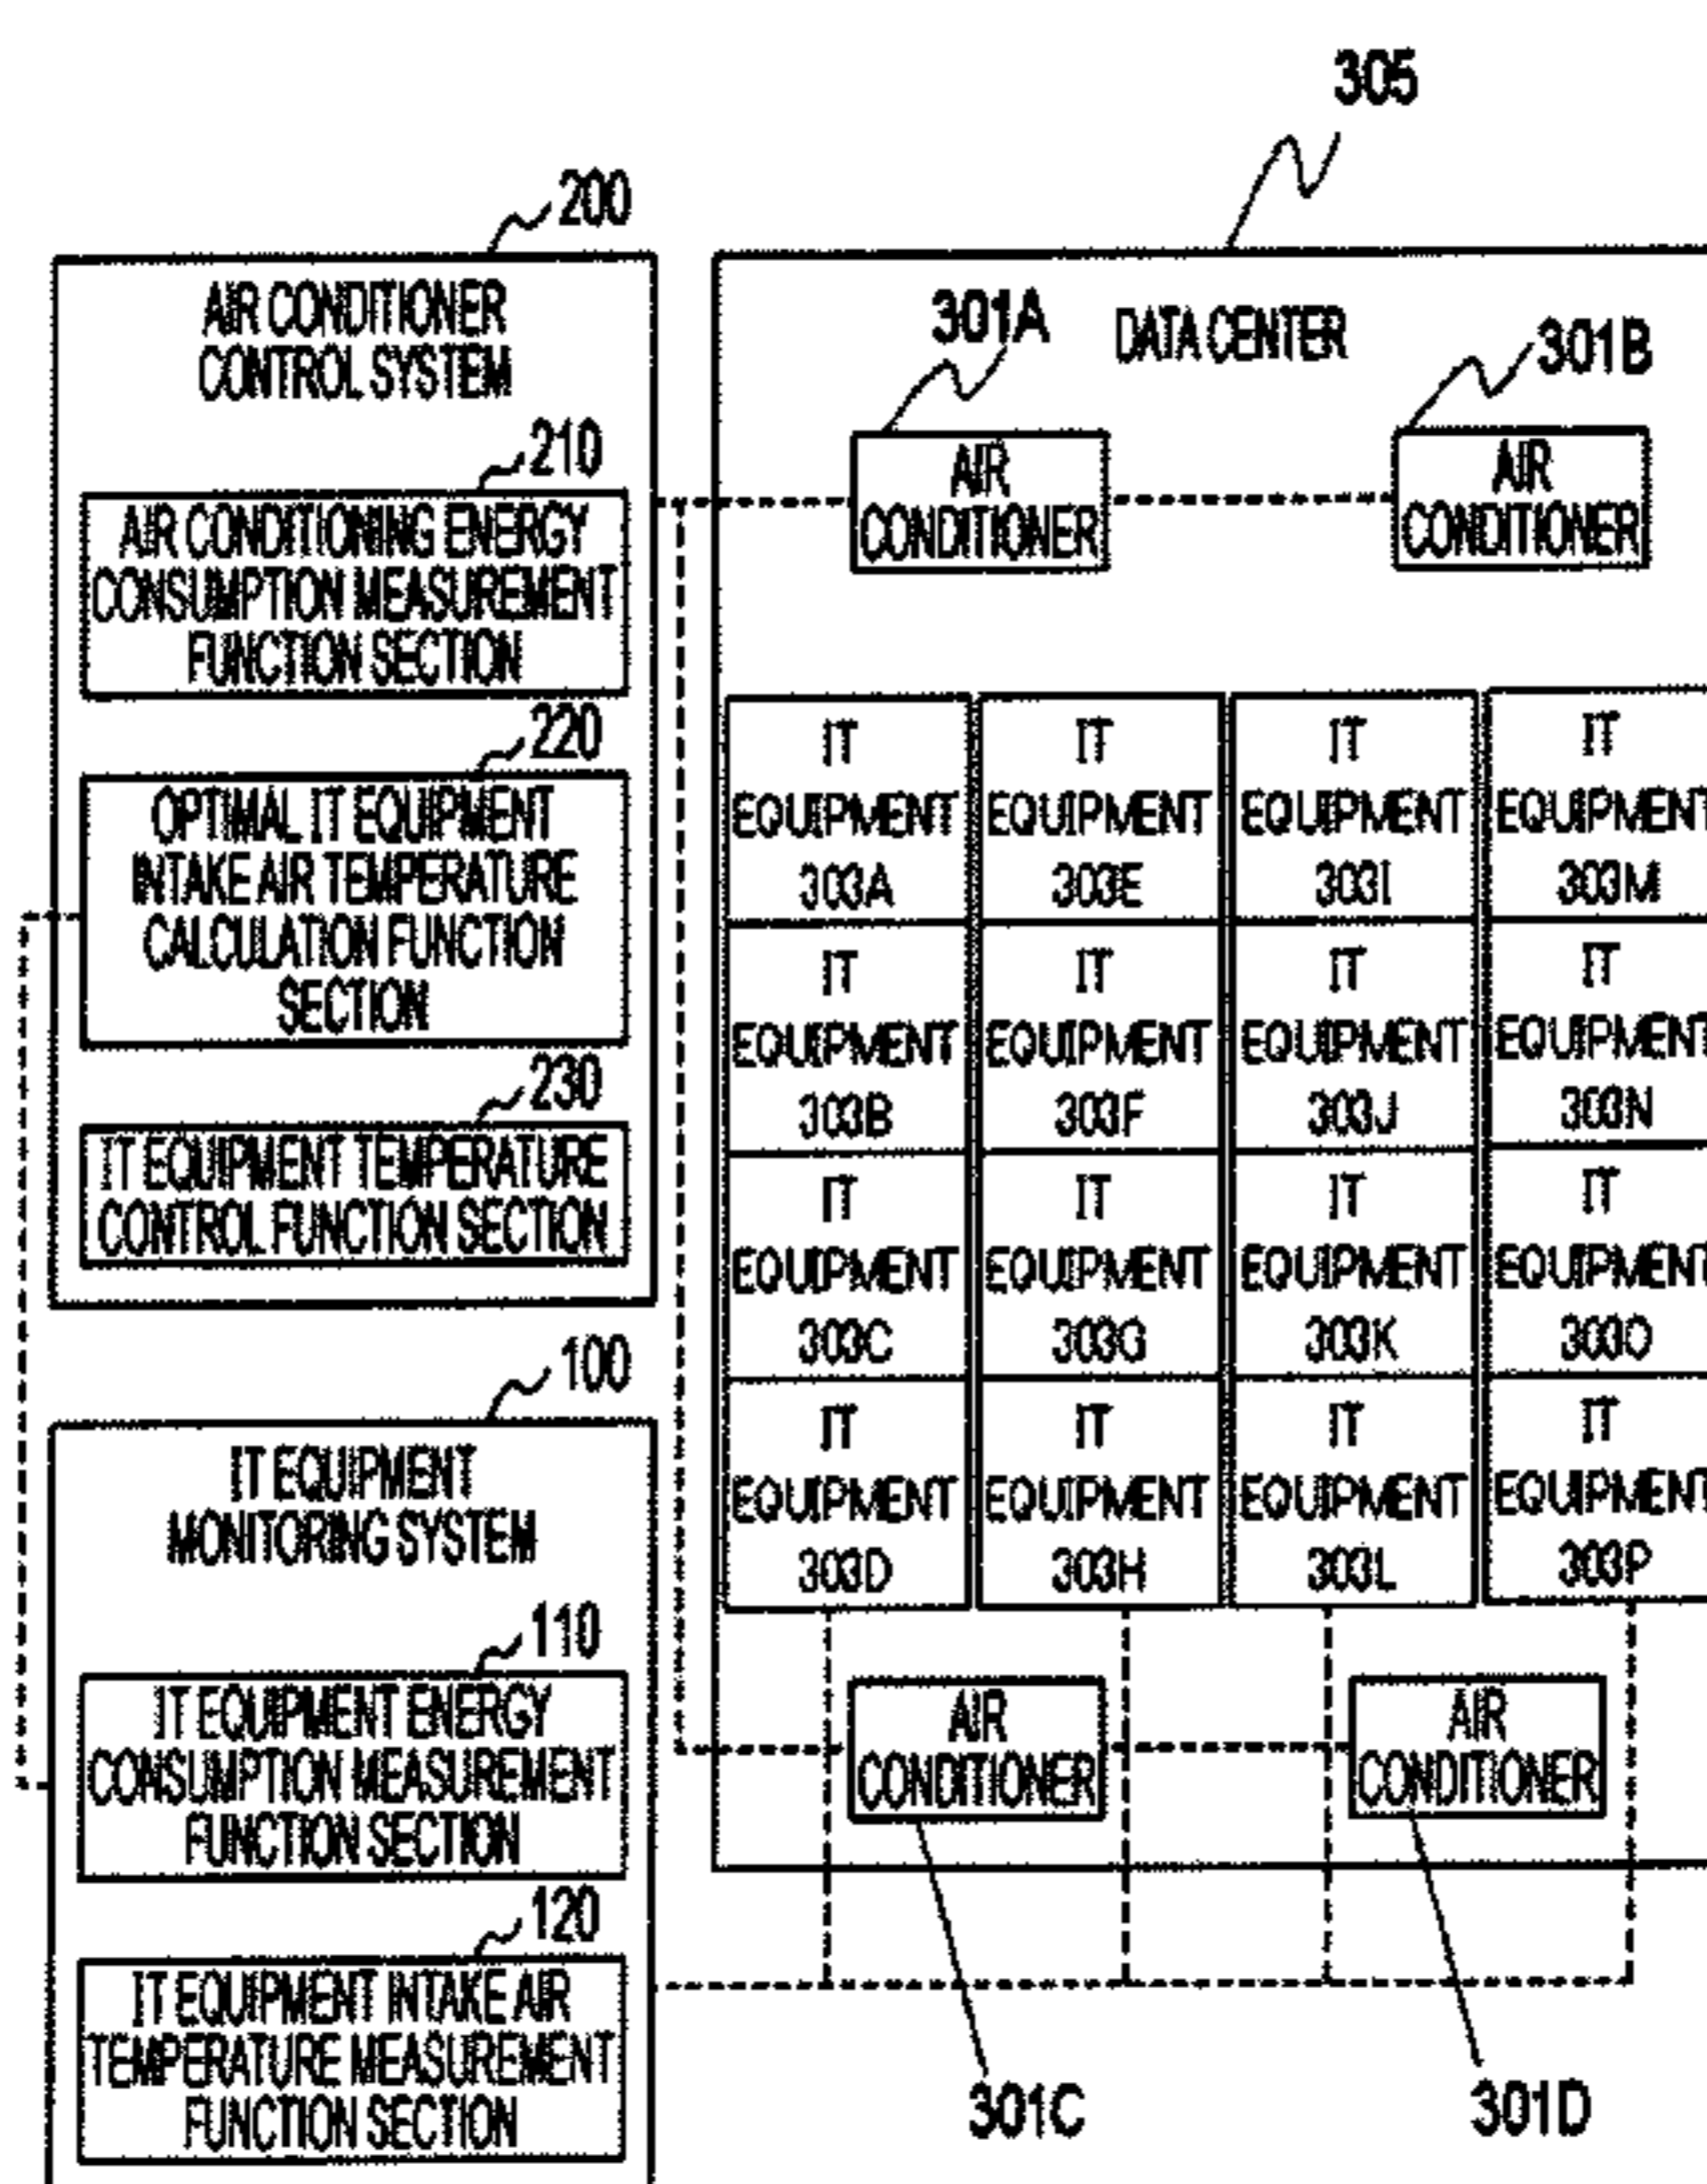 305
200
AIR CONDITIONER
CONTROL SYSTEM
210
AIR CONDITIONING ENERGY
CONSUMPTION MEASUREMENT
FUNCTION SECTION
220
OPTIMAL IT EQUIPMENT
INTAKE AIR TEMPERATURE
CALCULATION FUNCTION
SECTION
230
IT EQUIPMENT TEMPERATURE
CONTROL FUNCTION SECTION
100
IT EQUIPMENT
MONITORING SYSTEM
110
IT EQUIPMENT ENERGY
CONSUMPTION MEASUREMENT
FUNCTION SECTION
120
IT EQUIPMENT INTAKE AIR
TEMPERATURE MEASUREMENT
FUNCTION SECTION
DATA CENTER
301A
AIR
CONDITIONER
301B
AIR
CONDITIONER
IT
EQUIPMENT
303A
IT
EQUIPMENT
303E
IT
EQUIPMENT
303I
IT
EQUIPMENT
303M
IT
EQUIPMENT
303B
IT
EQUIPMENT
303F
IT
EQUIPMENT
303J
IT
EQUIPMENT
303N
IT
EQUIPMENT
303C
IT
EQUIPMENT
303G
IT
EQUIPMENT
303K
IT
EQUIPMENT
303O
IT
EQUIPMENT
303D
IT
EQUIPMENT
303H
IT
EQUIPMENT
303L
IT
EQUIPMENT
303P
AIR
CONDITIONER
AIR
CONDITIONER
301C
301D